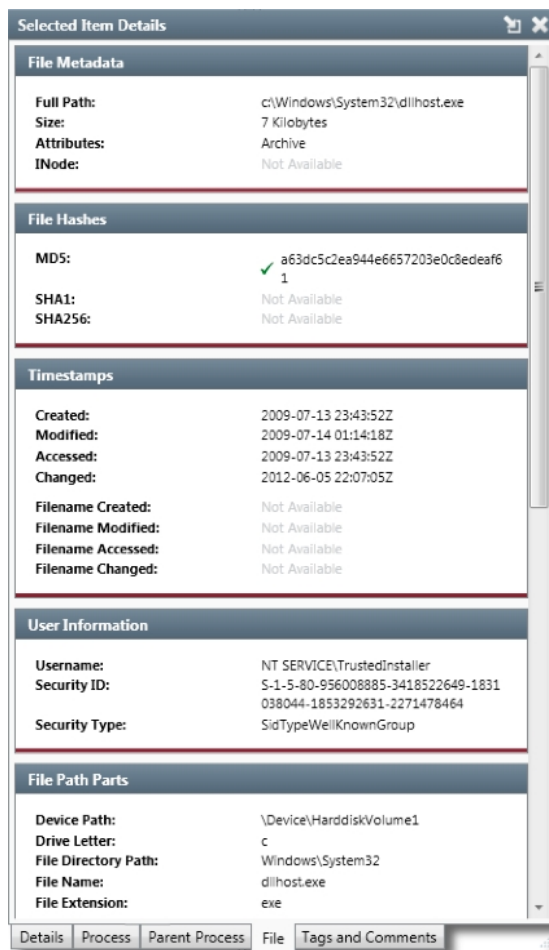 Selected Item Details
File Metadata
Full Path: c:\Windows\System32\dllhost.exe
Size: 7 Kilobytes
Attributes: Archive
INode: Not Available
File Hashes
MD5: a63dc5c2ea944e6657203e0c8edeaf6
1
SHA1: Not Available
SHA256: Not Available
Timestamps
Created: 2009-07-13 23:43:52Z
Modified: 2009-07-14 01:14:18Z
Accessed: 2009-07-13 23:43:52Z
Changed: 2012-06-05 22:07:05Z
Filename Created: Not Available
Filename Modified: Not Available
Filename Accessed: Not Available
Filename Changed: Not Available
User Information
Username: NT SERVICE\TrustedInstaller
Security ID: S-1-5-80-956008885-3418522649-1831
038044-1853292631-2271478464
Security Type: SidTypeWellKnownGroup
File Path Parts
Device Path: \Device\HarddiskVolume1
Drive Letter: c
File Directory Path: Windows\System32
File Name: dllhost.exe
File Extension: exe
Details Process Parent Process File Tags and Comments